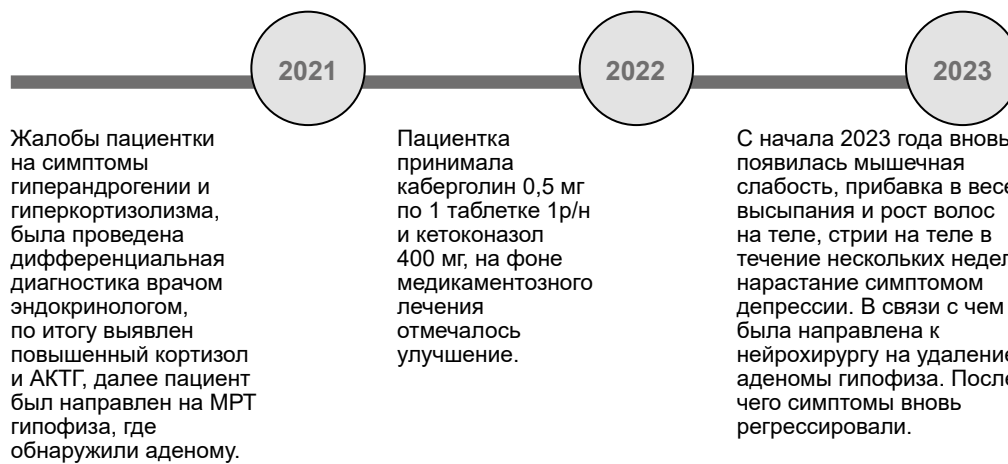 2021
2022
2023
Жалобы пациентки
на симптомы
гиперандрогении и
гиперкортизолизма,
была проведена
дифференциальная
диагностика врачом
эндокринологом,
по итогу выявлен
повышенный кортизол
и АКТГ, далее пациент
был направлен на МРТ
гипофиза, где
обнаружили аденому.
Пациентка
принимала
каберголин 0,5 мг
по 1 таблетке 1р/н
и кетоконазол
400 мг, на фоне
медикаментозного
лечения
отмечалось
улучшение.
С начала 2023 года вновь
появилась мышечная
слабость, прибавка в весе
высыпания и рост волос
на теле, стрии на теле в
течение нескольких
нарастание симптомом
депрессии. В связи с чем
была направлена к
нейрохирургу на
аденомы гипофиза. После
чего симптомы вновь
регрессировали.